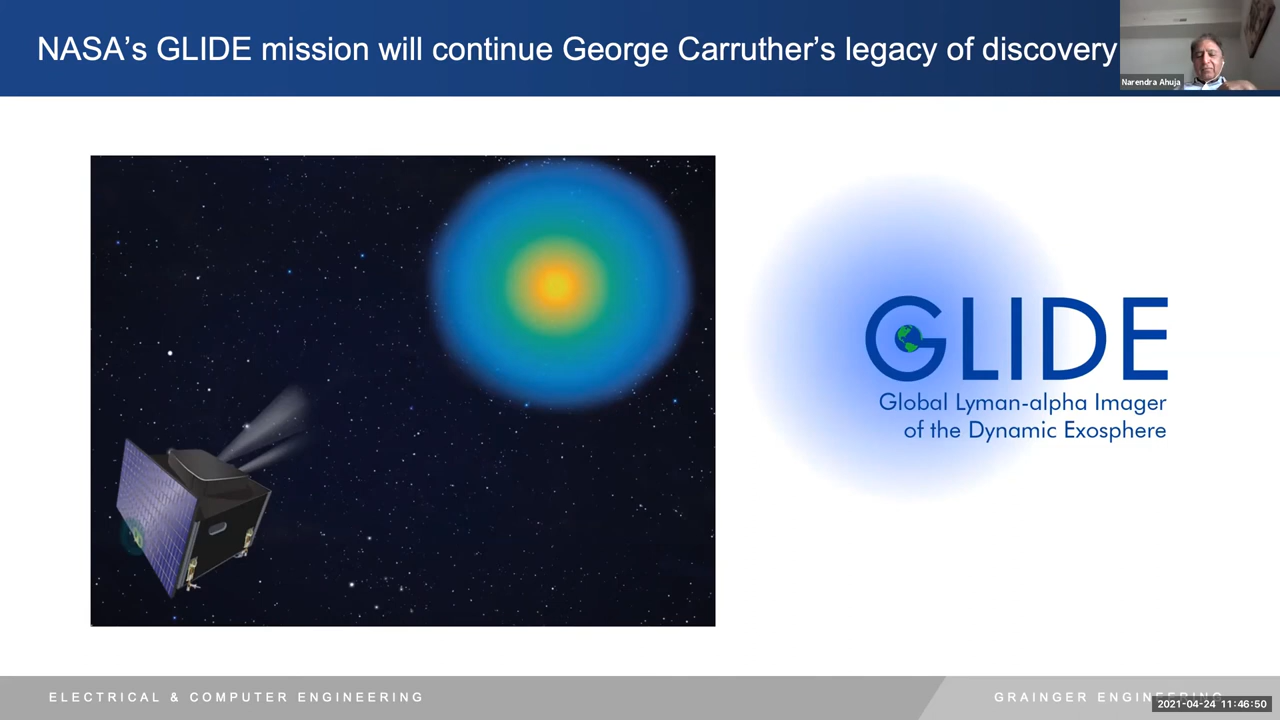 NASA’s GLIDE mission will continue George Carruther’s legacy of discovery
Narendra Ahuja
GLIDE
Global Lyman-alpha Imager
of the Dynamic Exosphere
ELECTRICAL & COMPUTER ENGINEERING
GRAINGER ENGINEERING
2021-04-24 11:46:50